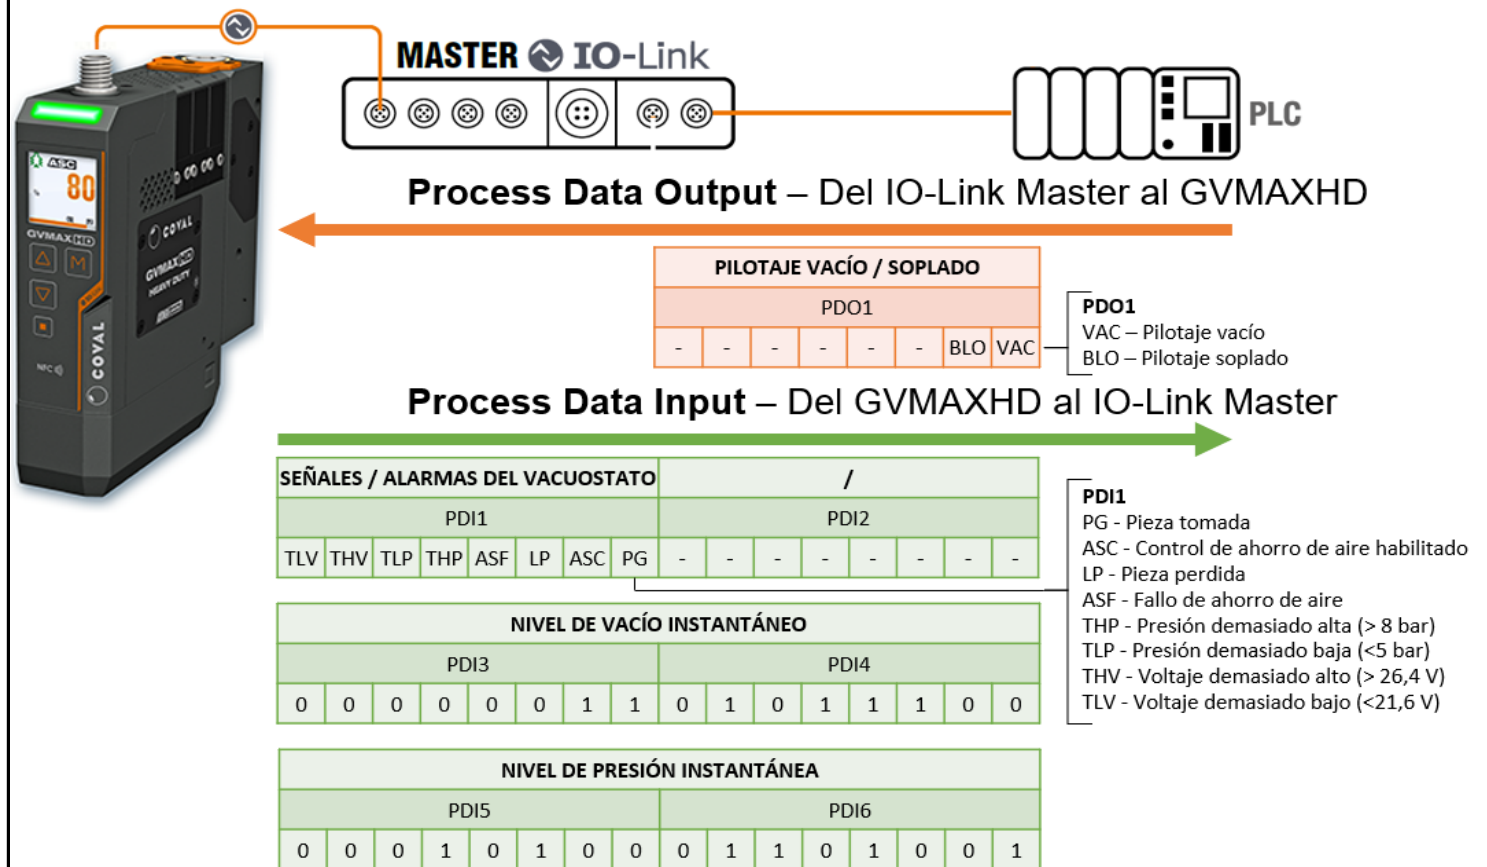 MASTER IO-Link
PLC
ASC
80
GVMAX HD
M
COVAL
GVMAX HD
HEAVY DUTY
NFC
COVAL
Process Data Output – Del IO-Link Master al GVMAXHD
PILOTAJE VACÍO / SOPLADO
PDO1
- - - - - - BLO VAC
PDO1
VAC – Pilotaje vacío
BLO – Pilotaje soplado
Process Data Input – Del GVMAXHD al IO-Link Master
SEÑALES / ALARMAS DEL VACUOSTATO /
PDI1 PDI2
TLV THV TLP THP ASF LP ASC PG - - - - - - - -
PDI1
PG - Pieza tomada
ASC - Control de ahorro de aire habilitado
LP - Pieza perdida
ASF - Fallo de ahorro de aire
THP - Presión demasiado alta (> 8 bar)
TLP - Presión demasiado baja (<5 bar)
THV - Voltaje demasiado alto (> 26,4 V)
TLV - Voltaje demasiado bajo (<21,6 V)
NIVEL DE VACÍO INSTANTÁNEO
PDI3 PDI4
0 0 0 0 0 0 1 1 0 1 0 1 1 1 0 0
NIVEL DE PRESIÓN INSTANTÁNEA
PDI5 PDI6
0 0 0 1 0 1 0 0 0 1 1 0 1 0 0 1